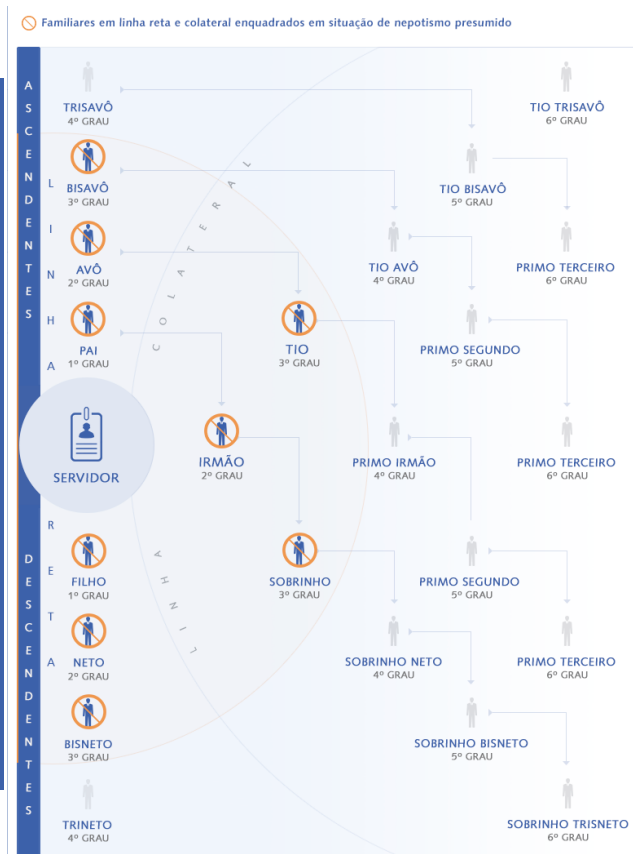 Familiares em linha reta e colateral enquadrados em situação de nepotismo presumido
ASCENDENTES
LINHA RETA
LINHA COLATERAL
TRISAVÔ
4º GRAU
TIO TRISAVÔ
6º GRAU
BISAVÔ
3º GRAU
TIO BISAVÔ
5º GRAU
AVÔ
2º GRAU
TIO AVÔ
4º GRAU
PRIMO TERCEIRO
6º GRAU
PAI
1º GRAU
TIO
3º GRAU
PRIMO SEGUNDO
5º GRAU
SERVIDOR
IRMÃO
2º GRAU
PRIMO IRMÃO
4º GRAU
PRIMO TERCEIRO
6º GRAU
DESCENDENTES
FILHO
1º GRAU
SOBRINHO
3º GRAU
PRIMO SEGUNDO
5º GRAU
NETO
2º GRAU
SOBRINHO NETO
4º GRAU
PRIMO TERCEIRO
6º GRAU
BISNETO
3º GRAU
SOBRINHO BISNETO
5º GRAU
TRINETO
4º GRAU
SOBRINHO TRISNETO
6º GRAU